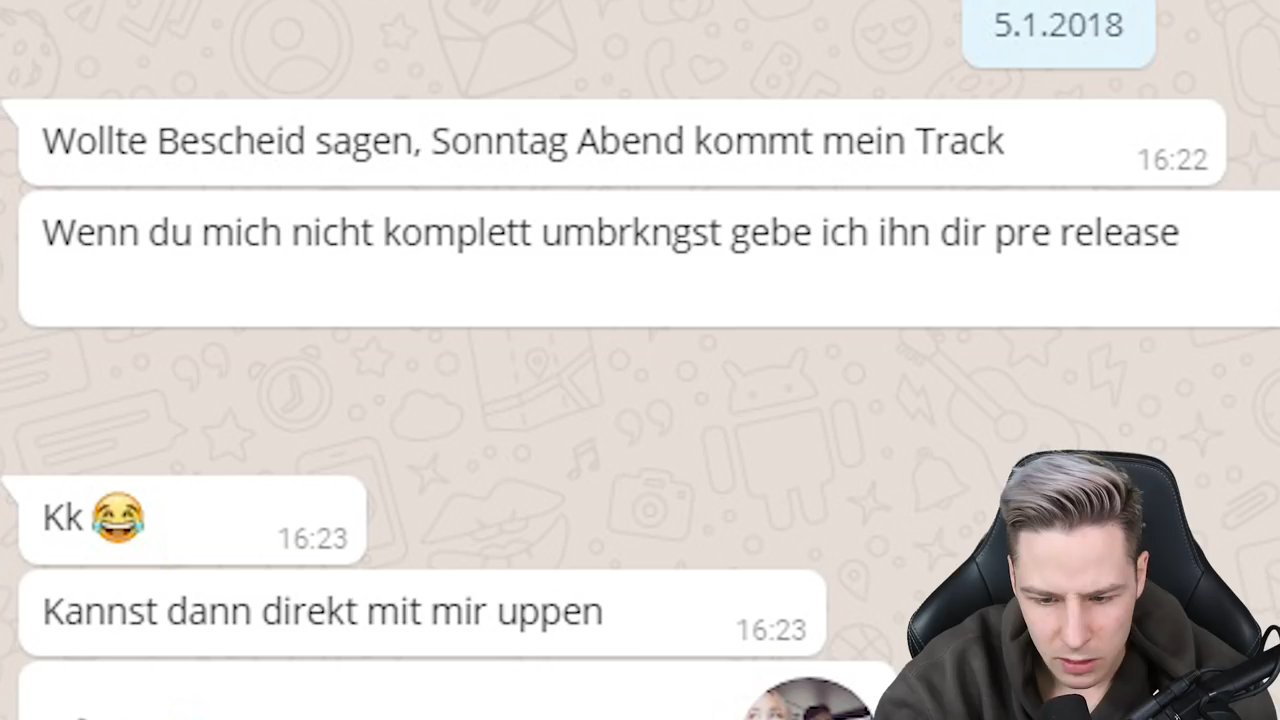 5.1.2018
Wollte Bescheid sagen, Sonntag Abend kommt mein Track
16:22
Wenn du mich nicht komplett umbrkngst gebe ich ihn dir pre release
Kk 😂
16:23
Kannst dann direkt mit mir uppen
16:23